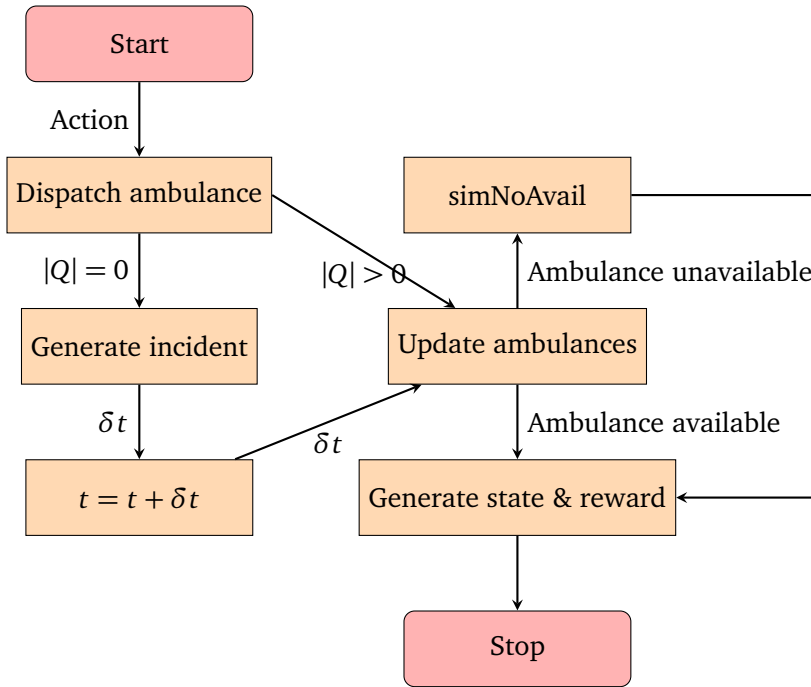 Start
Action
Dispatch ambulance
simNoAvail
|Q| = 0
|Q| > 0
Ambulance unavailable
Generate incident
Update ambulances
δt
δt
Ambulance available
t = t + δt
Generate state & reward
Stop